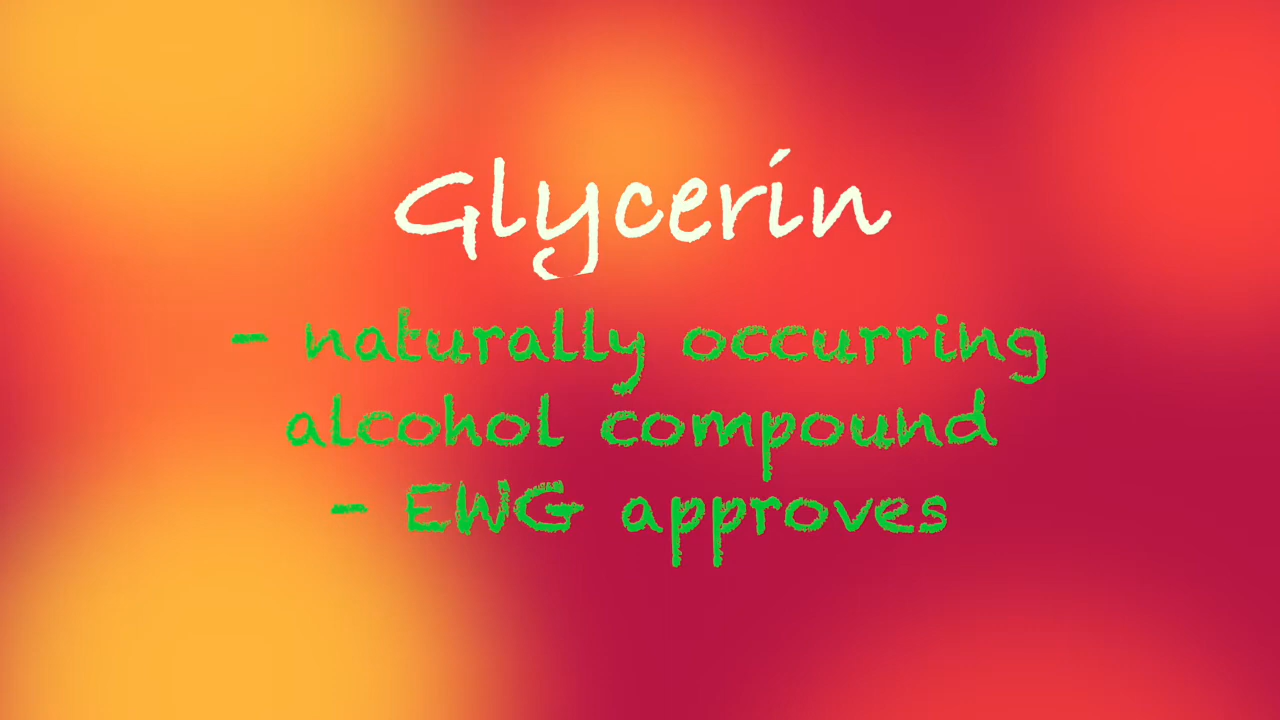 Glycerin
- naturally occurring
alcohol compound
- EWG approves